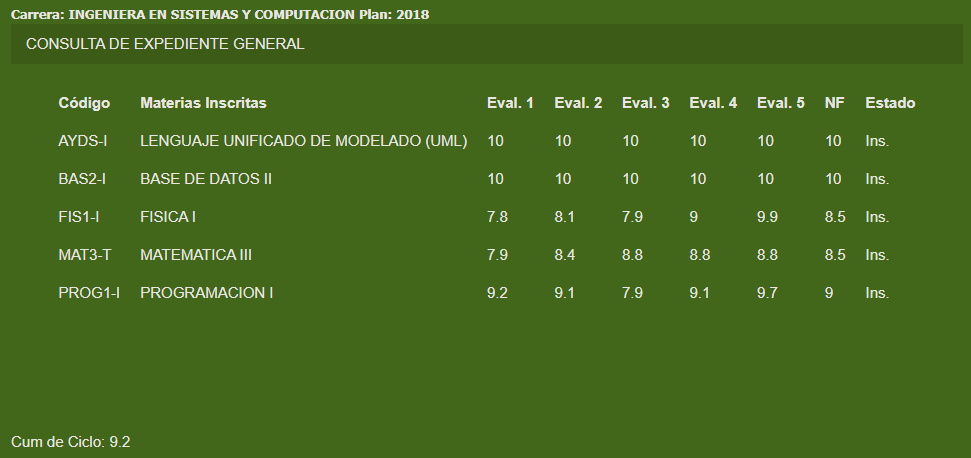 Carrera: INGENIERA EN SISTEMAS Y COMPUTACION Plan: 2018
CONSULTA DE EXPEDIENTE GENERAL
Código Materias Inscritas Eval. 1 Eval. 2 Eval. 3 Eval. 4 Eval. 5 NF Estado
AYDS-I LENGUAJE UNIFICADO DE MODELADO (UML) 10 10 10 10 10 10 Ins.
BAS2-I BASE DE DATOS II 10 10 10 10 10 10 Ins.
FIS1-I FISICA I 7.8 8.1 7.9 9 9.9 8.5 Ins.
MAT3-T MATEMATICA III 7.9 8.4 8.8 8.8 8.8 8.5 Ins.
PROG1-I PROGRAMACION I 9.2 9.1 7.9 9.1 9.7 9 Ins.
Cum de Ciclo: 9.2